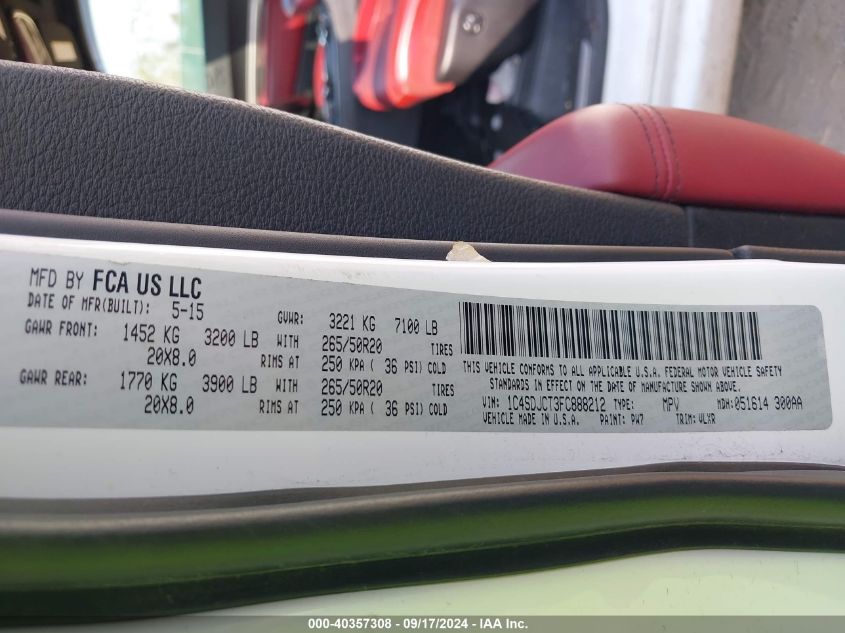 MFD BY FCA US LLC
DATE OF MFR(BUILT): 5-15 GVWR: 3221 KG 7100 LB
GAWR FRONT: 1452 KG 3200 LB WITH 265/50R20 TIRES
20X8.0 RIMS AT 250 KPA ( 36 PSI) COLD
GAWR REAR: 1770 KG 3900 LB WITH 265/50R20 TIRES
20X8.0 RIMS AT 250 KPA ( 36 PSI) COLD
THIS VEHICLE CONFORMS TO ALL APPLICABLE U.S.A. FEDERAL MOTOR VEHICLE SAFETY
STANDARDS IN EFFECT ON THE DATE OF MANUFACTURE SHOWN ABOVE.
VIN: 1C4SDJCT3FC888212 TYPE: MPV MDH:051614 300AA
VEHICLE MADE IN U.S.A. PAINT: PW7 TRIM: VLXR
000-40357308 - 09/17/2024 - IAA Inc.